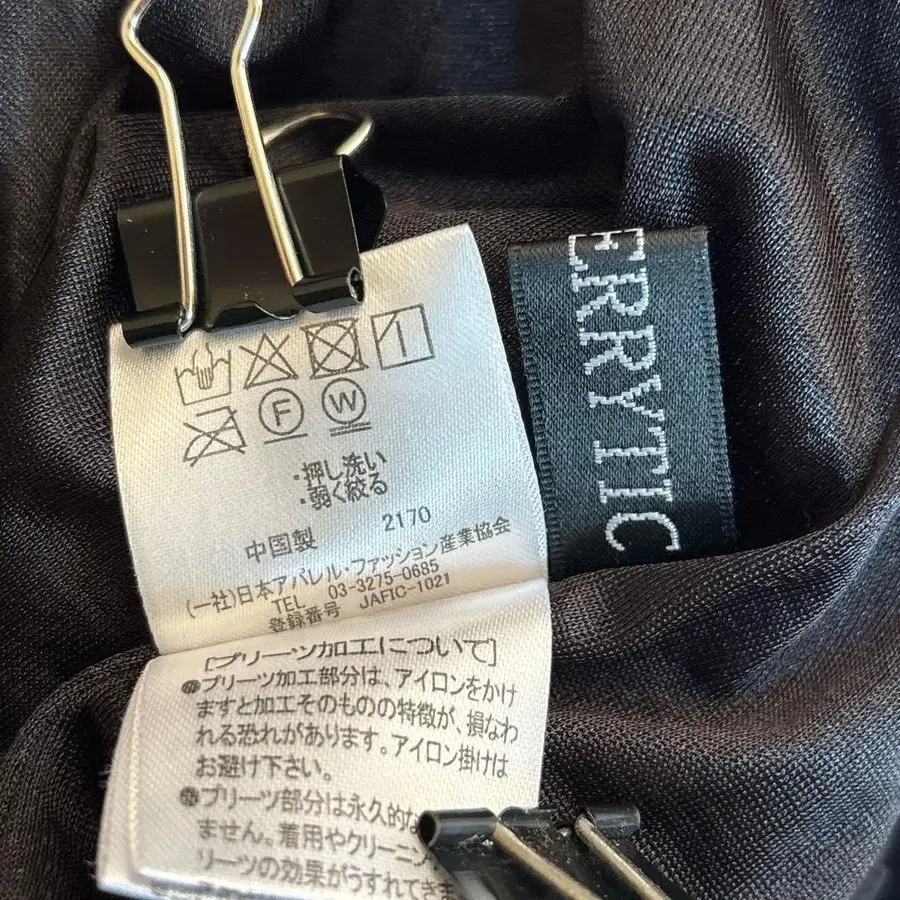 F W
・押し洗い
・弱く絞る
中国製 2170
(一社)日本アパレル・ファッション産業協会
TEL 03-3275-0685
登録番号 JAFIC-1021
[プリーツ加工について]
●プリーツ加工部分は、アイロンをかけ
ますと加工そのものの特徴が、損なわ
れる恐れがあります。アイロン掛けは
お避け下さい。
●プリーツ部分は永久的な
ません。着用やクリーニン
リーツの効果がうすれてきま
ERRYTIC